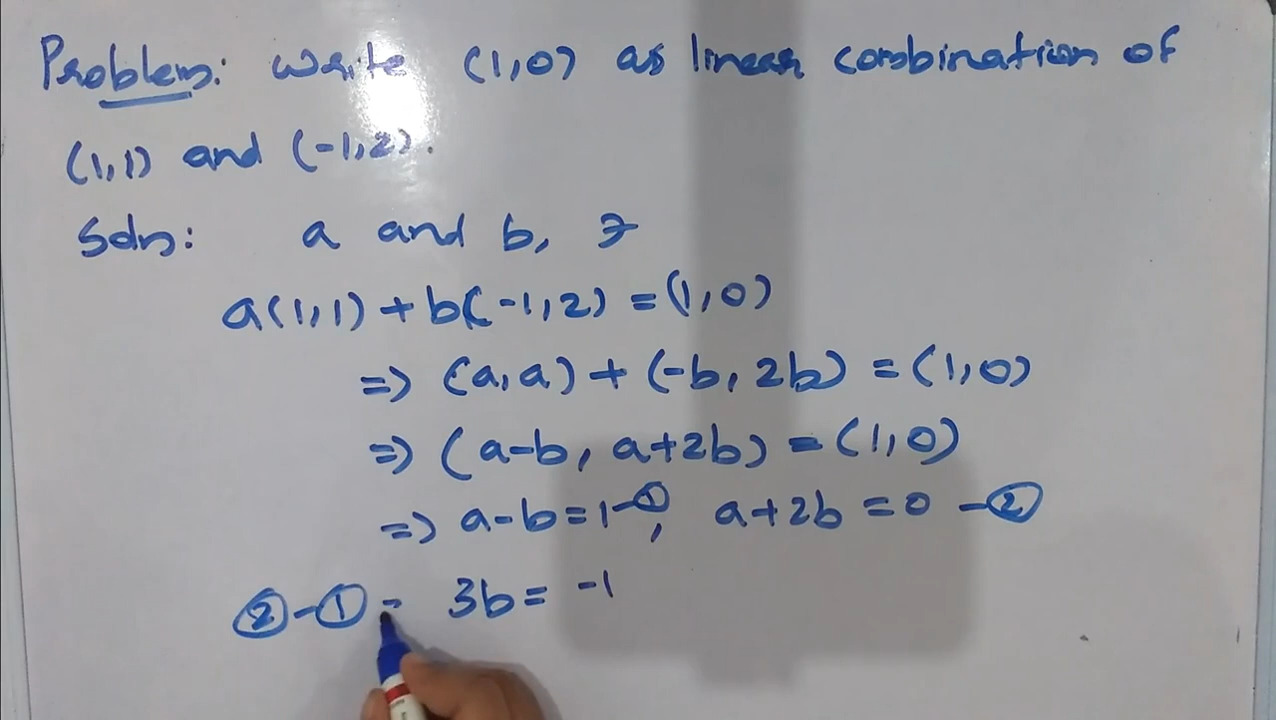 Problem: write (1,0) as linear combination of
(1,1) and (-1,2).
Soln: a and b, ∋
a(1,1) + b(-1,2) = (1,0)
=> (a,a) + (-b, 2b) = (1,0)
=> (a-b, a+2b) = (1,0)
=> a-b=1 -①, a+2b = 0 -②
②-① = 3b = -1